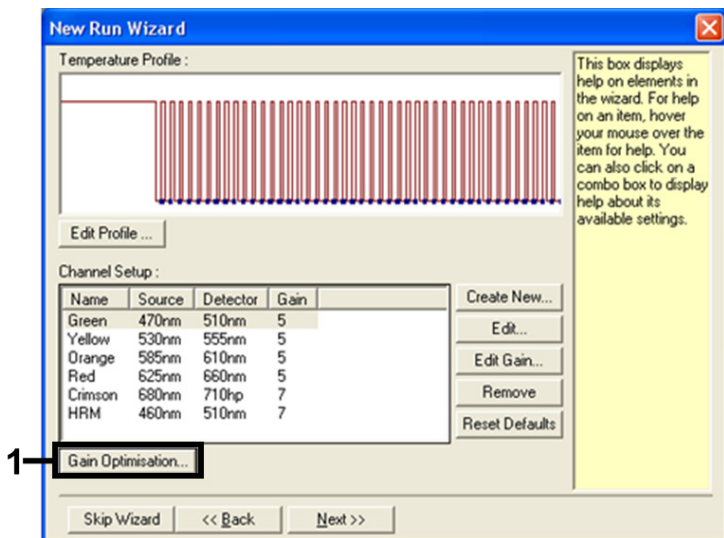 New Run Wizard
Temperature Profile :
This box displays
help on elements in
the wizard. For help
on an item, hover
your mouse over the
item for help. You
can also click on a
combo box to display
help about its
available settings.
Edit Profile ...
Channel Setup :
Name Source Detector Gain
Green 470nm 510nm 5
Yellow 530nm 555nm 5
Orange 585nm 610nm 5
Red 625nm 660nm 5
Crimson 680nm 710hp 7
HRM 460nm 510nm 7
Create New...
Edit...
Edit Gain...
Remove
Reset Defaults
1
Gain Optimisation...
Skip Wizard
<< Back
Next >>